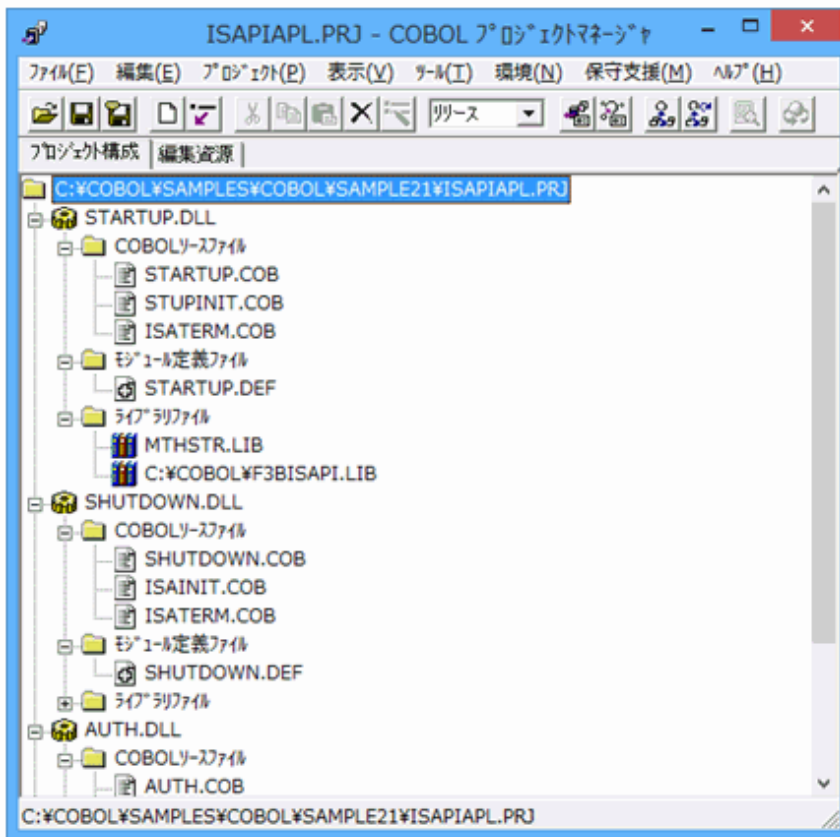 ISAPIAPL.PRJ - COBOL ﾌﾟﾛｼﾞｪｸﾄﾏﾈｰｼﾞｬ
ﾌｧｲﾙ(F) 編集(E) ﾌﾟﾛｼﾞｪｸﾄ(P) 表示(V) ﾂｰﾙ(T) 環境(N) 保守支援(M) ﾍﾙﾌﾟ(H)
ﾘﾘｰｽ
ﾌﾟﾛｼﾞｪｸﾄ構成 編集資源
C:¥COBOL¥SAMPLES¥COBOL¥SAMPLE21¥ISAPIAPL.PRJ
STARTUP.DLL
COBOLｿｰｽﾌｧｲﾙ
STARTUP.COB
STUPINIT.COB
ISATERM.COB
ﾓｼﾞｭｰﾙ定義ﾌｧｲﾙ
STARTUP.DEF
ﾗｲﾌﾞﾗﾘﾌｧｲﾙ
MTHSTR.LIB
C:¥COBOL¥F3BISAPI.LIB
SHUTDOWN.DLL
COBOLｿｰｽﾌｧｲﾙ
SHUTDOWN.COB
ISAINIT.COB
ISATERM.COB
ﾓｼﾞｭｰﾙ定義ﾌｧｲﾙ
SHUTDOWN.DEF
ﾗｲﾌﾞﾗﾘﾌｧｲﾙ
AUTH.DLL
COBOLｿｰｽﾌｧｲﾙ
AUTH.COB
C:¥COBOL¥SAMPLES¥COBOL¥SAMPLE21¥ISAPIAPL.PRJ